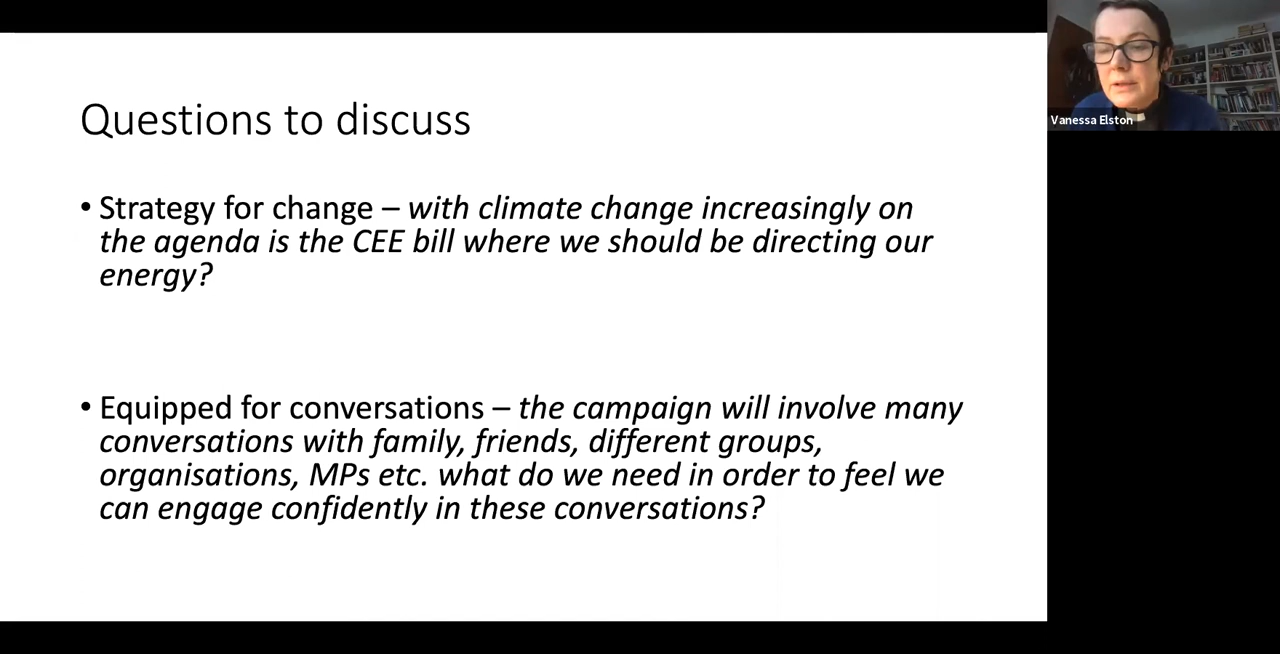 Questions to discuss
• Strategy for change – with climate change increasingly on
the agenda is the CEE bill where we should be directing our
energy?
• Equipped for conversations – the campaign will involve many
conversations with family, friends, different groups,
organisations, MPs etc. what do we need in order to feel we
can engage confidently in these conversations?
Vanessa Elston